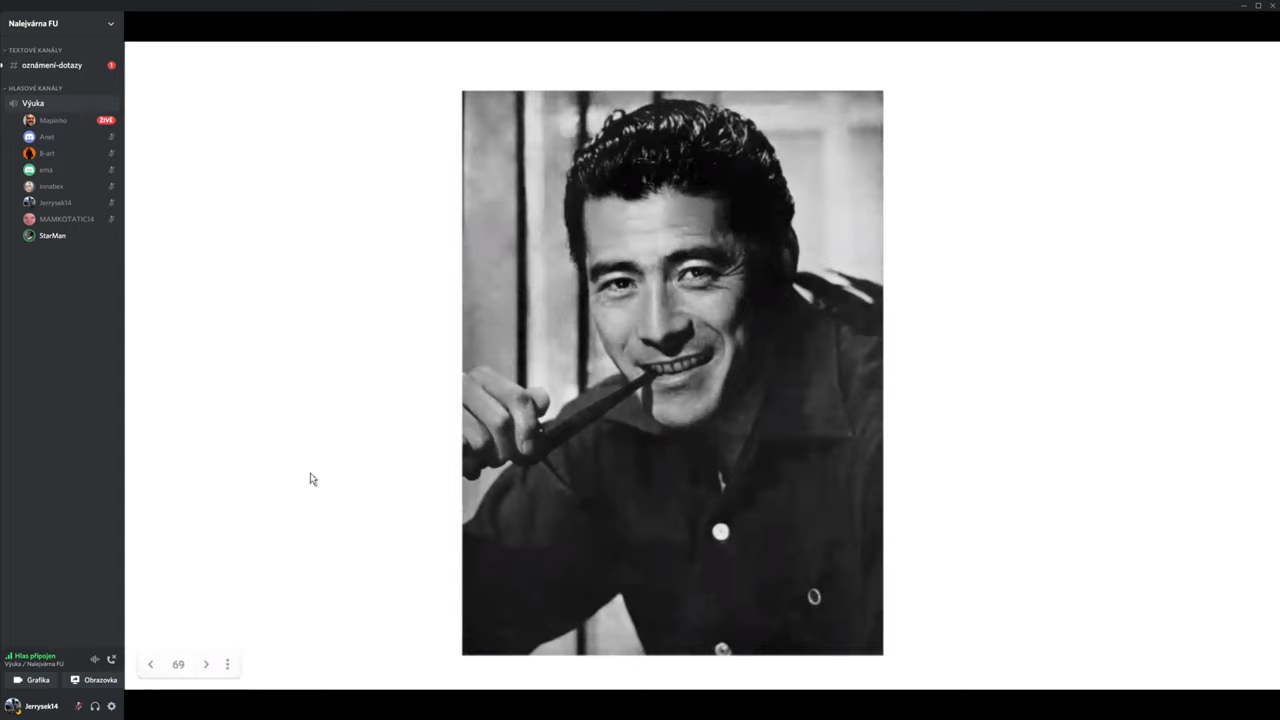 Nalejvárna FU
TEXTOVÉ KANÁLY
oznámení-dotazy
1
HLASOVÉ KANÁLY
Výuka
Mapinho
ŽIVĚ
Anet
B-art
ema
innabex
Jerrysek14
MAMKOTATIC14
StarMan
Hlas připojen
Výuka / Nalejvárna FU
Grafika
Obrazovka
Jerrysek14
69